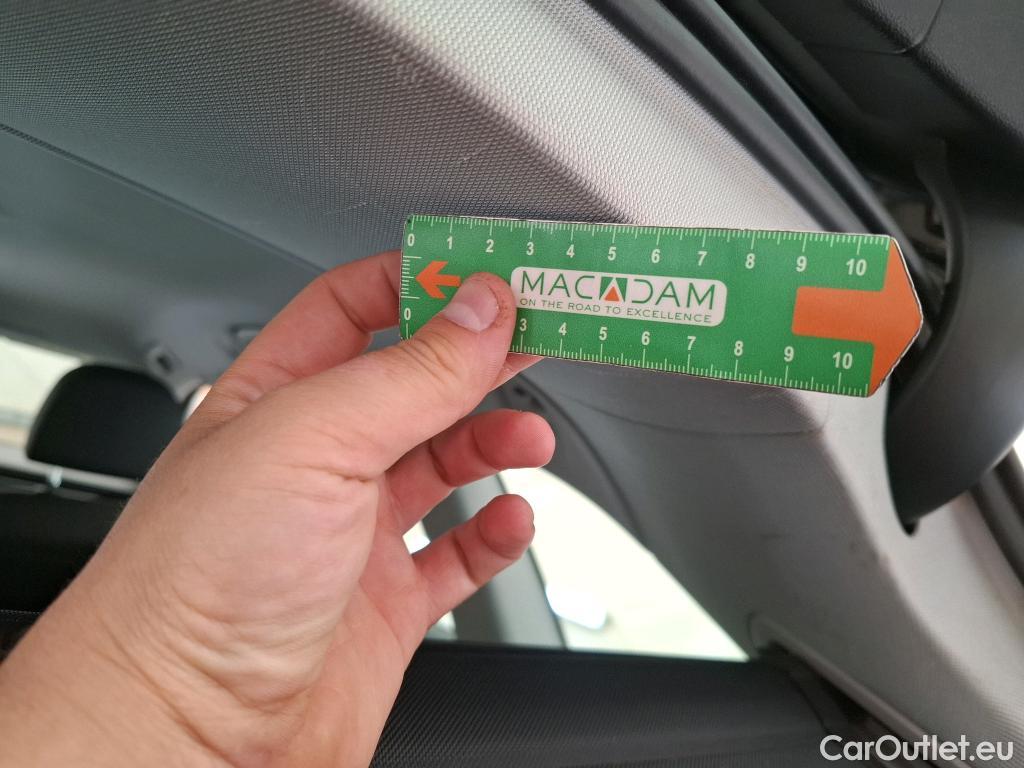 0 1 2 3 4 5 6 7 8 9 10
MACADAM
ON THE ROAD TO EXCELLENCE
0 3 4 5 6 7 8 9 10
CarOutlet.eu